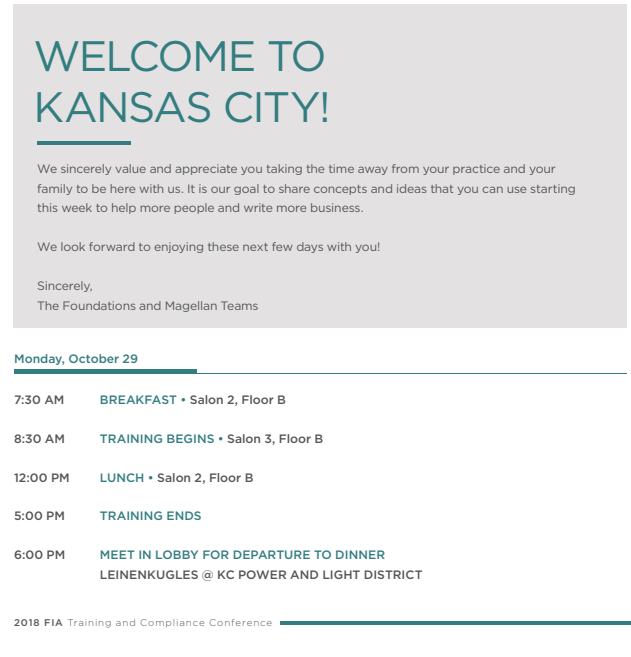 WELCOME TO
KANSAS CITY!
We sincerely value and appreciate you taking the time away from your practice and your
family to be here with us. It is our goal to share concepts and ideas that you can use starting
this week to help more people and write more business.
We look forward to enjoying these next few days with you!
Sincerely,
The Foundations and Magellan Teams
Monday, October 29
7:30 AM BREAKFAST • Salon 2, Floor B
8:30 AM TRAINING BEGINS • Salon 3, Floor B
12:00 PM LUNCH • Salon 2, Floor B
5:00 PM TRAINING ENDS
6:00 PM MEET IN LOBBY FOR DEPARTURE TO DINNER
LEINENKUGLES @ KC POWER AND LIGHT DISTRICT
2018 FIA Training and Compliance Conference